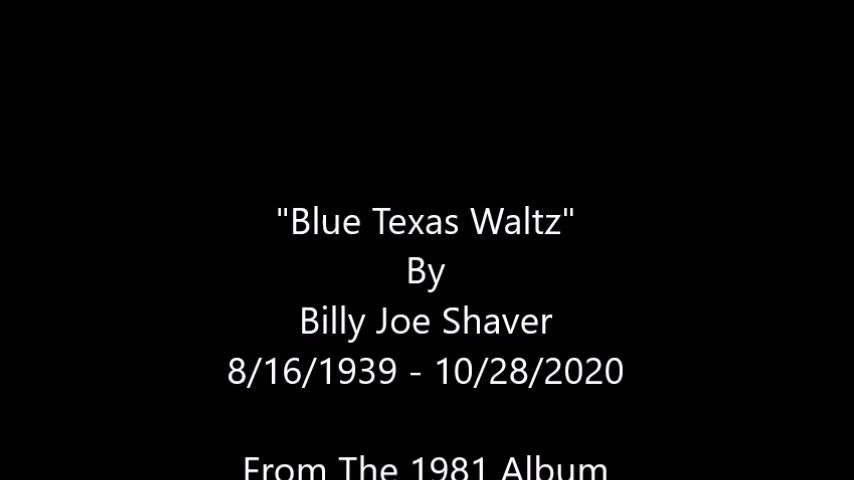 "Blue Texas Waltz"
By
Billy Joe Shaver
8/16/1939 - 10/28/2020
From The 1981 Album